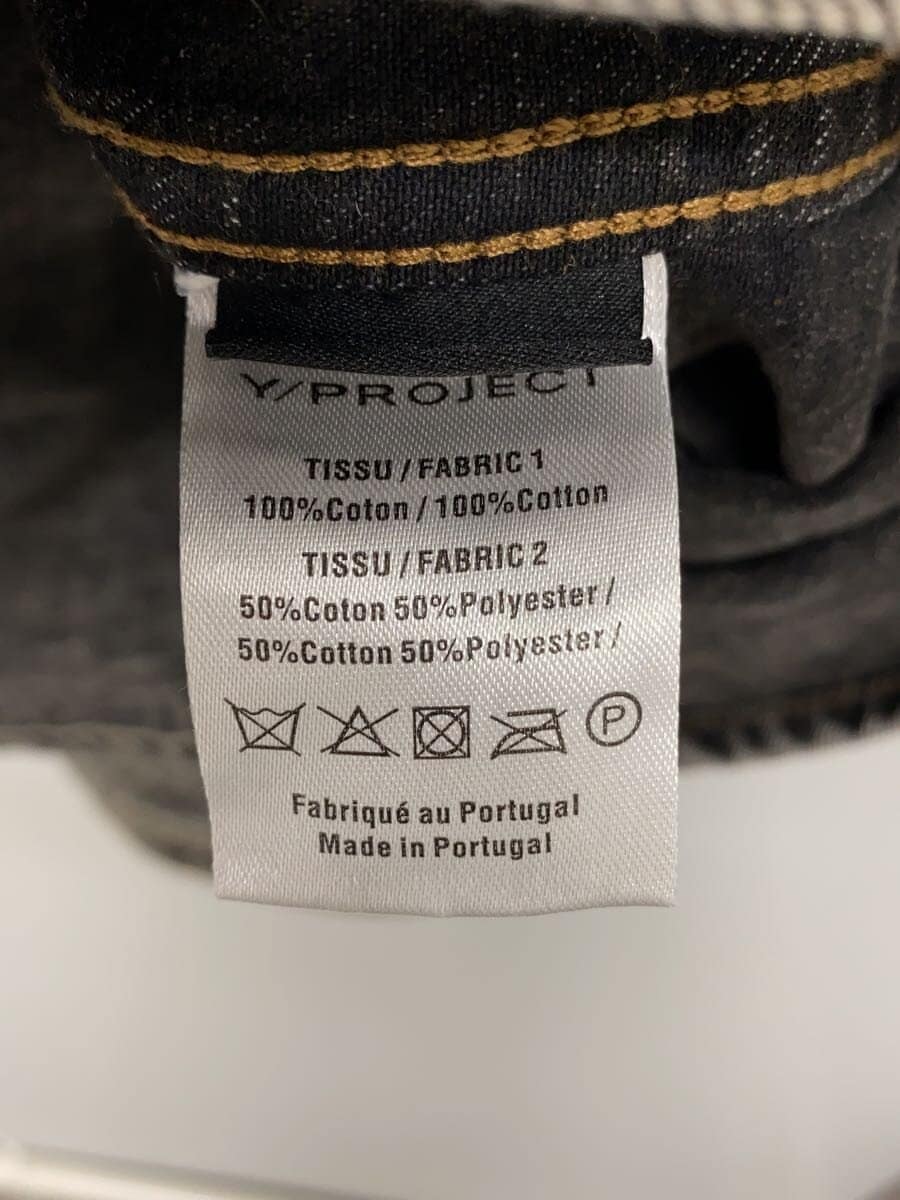 Y/PROJECT
TISSU / FABRIC 1
100%Coton / 100%Cotton
TISSU / FABRIC 2
50%Coton 50%Polyester /
50%Cotton 50%Polyester /
P
Fabriqué au Portugal
Made in Portugal